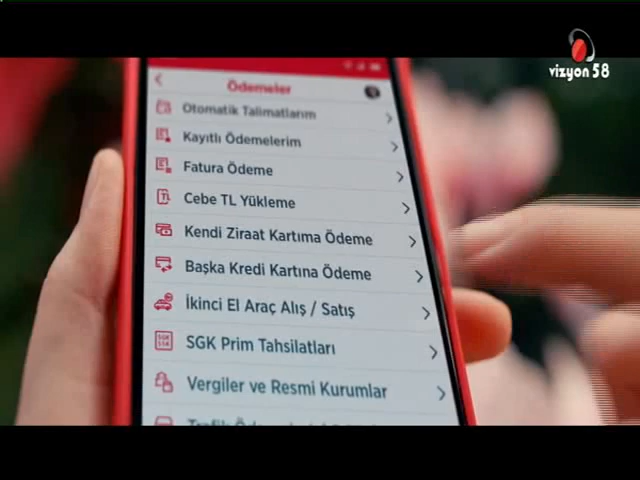 vizyon 58
Ödemeler
Otomatik Talimatlarım
Kayıtlı Ödemelerim
Fatura Ödeme
Cebe TL Yükleme
Kendi Ziraat Kartıma Ödeme
Başka Kredi Kartına Ödeme
İkinci El Araç Alış / Satış
SGK Prim Tahsilatları
Vergiler ve Resmi Kurumlar